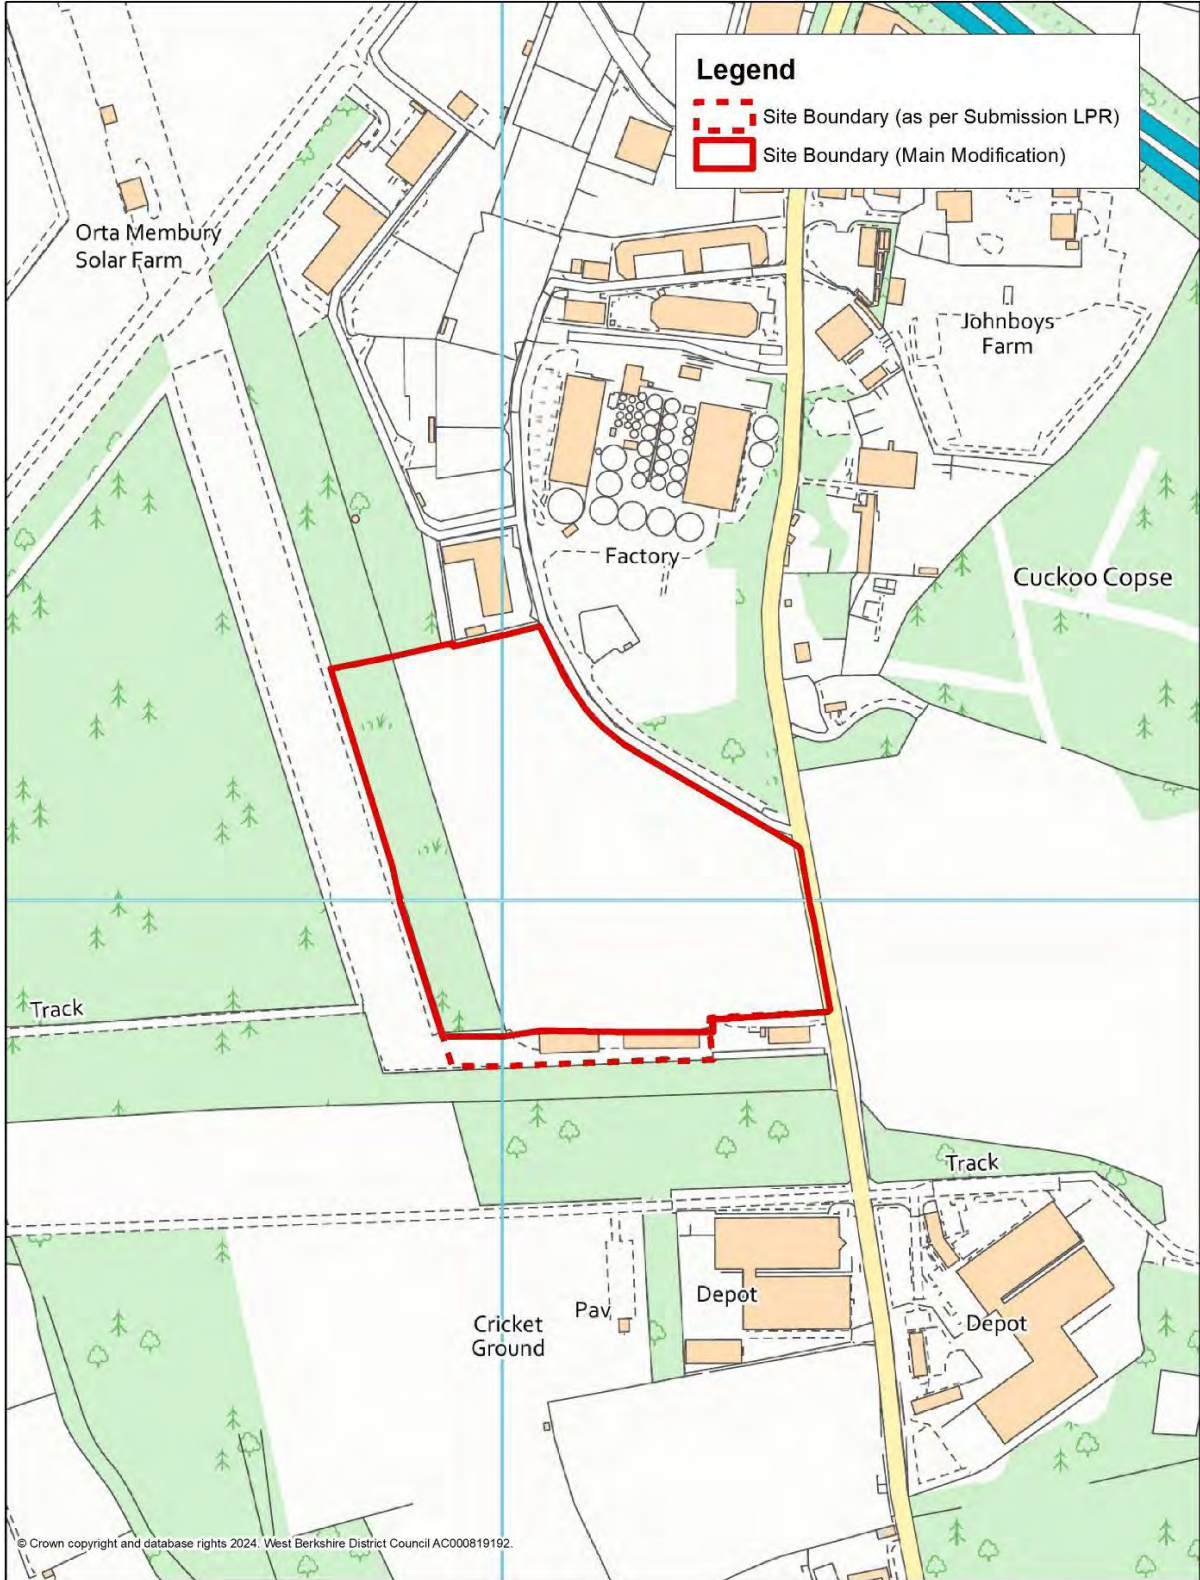 Legend
Site Boundary (as per Submission LPR)
Site Boundary (Main Modification)
Orta Membury
Solar Farm
Johnboys
Farm
Factory
Cuckoo Copse
Track
Track
Depot
Pav
Cricket
Ground
Depot
© Crown copyright and database rights 2024. West Berkshire District Council AC000819192.